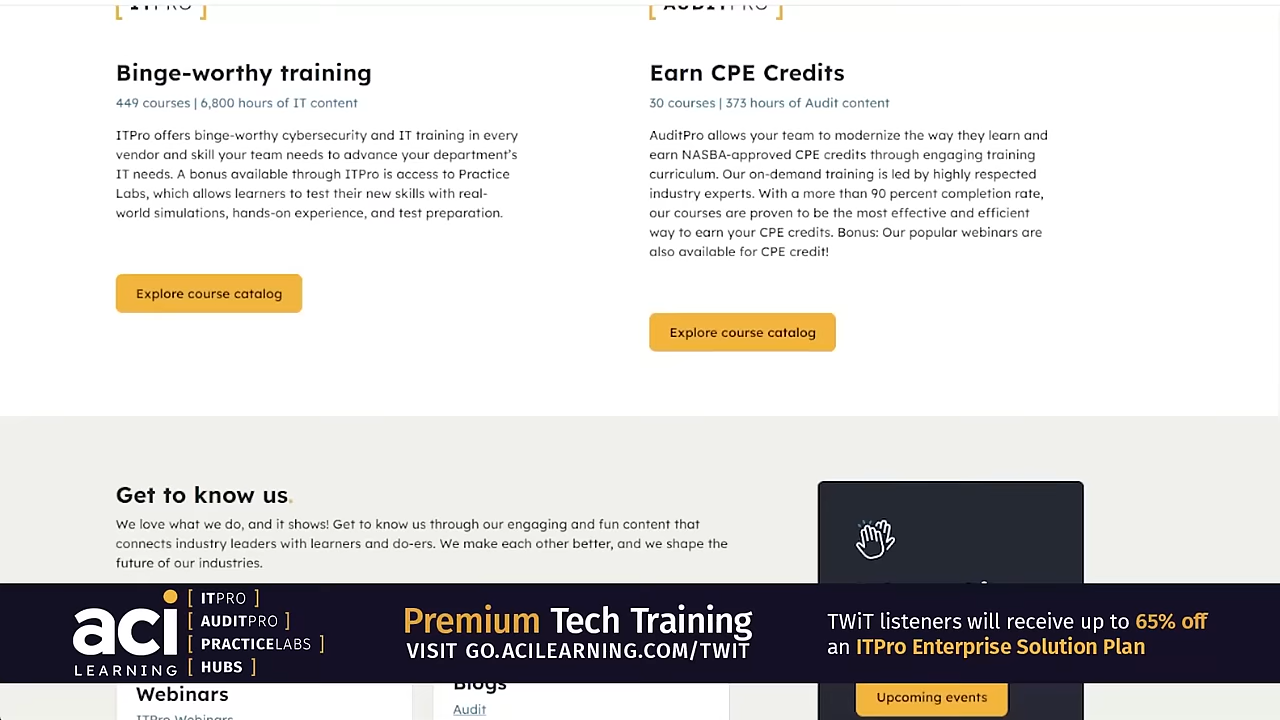 [ ITPRO ]
[ AUDITPRO ]
Binge-worthy training
449 courses | 6,800 hours of IT content
ITPro offers binge-worthy cybersecurity and IT training in every
vendor and skill your team needs to advance your department's
IT needs. A bonus available through ITPro is access to Practice
Labs, which allows learners to test their new skills with real-
world simulations, hands-on experience, and test preparation.
Explore course catalog
Earn CPE Credits
30 courses | 373 hours of Audit content
AuditPro allows your team to modernize the way they learn and
earn NASBA-approved CPE credits through engaging training
curriculum. Our on-demand training is led by highly respected
industry experts. With a more than 90 percent completion rate,
our courses are proven to be the most effective and efficient
way to earn your CPE credits. Bonus: Our popular webinars are
also available for CPE credit!
Explore course catalog
Get to know us.
We love what we do, and it shows! Get to know us through our engaging and fun content that
connects industry leaders with learners and do-ers. We make each other better, and we shape the
future of our industries.
aci
LEARNING
[ ITPRO ]
[ AUDITPRO ]
[ PRACTICELABS ]
[ HUBS ]
Premium Tech Training
VISIT GO.ACILEARNING.COM/TWIT
TWiT listeners will receive up to 65% off
an ITPro Enterprise Solution Plan
Webinars
ITPro Webinars
Blogs
Audit
Upcoming events